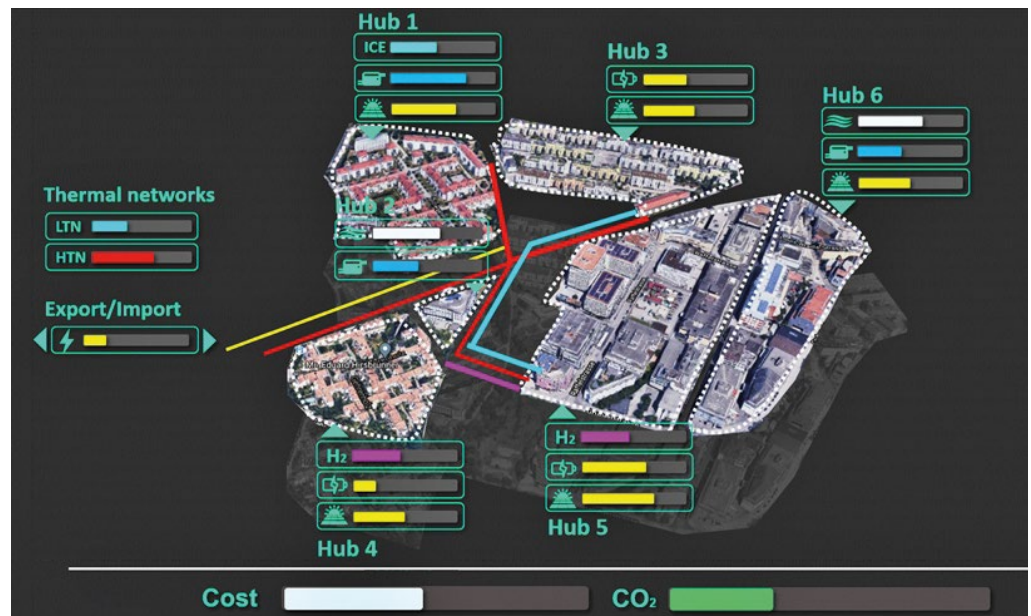 Hub 1
ICE
Hub 3
Hub 6
Thermal networks
LTN
HTN
Hub 2
Export/Import
H₂
Hub 4
H₂
Hub 5
Cost
CO₂